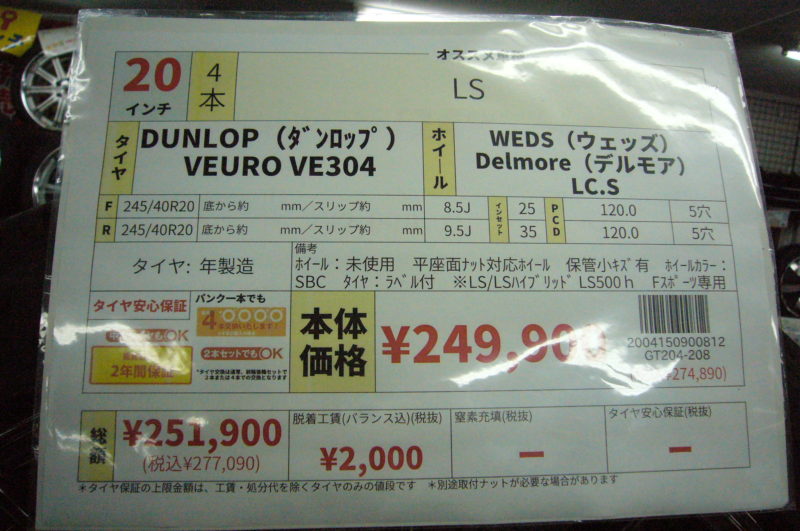 オススメ車種
20
インチ
4本
LS
タイヤ
DUNLOP（ﾀﾞﾝﾛｯﾌﾟ）
VEURO VE304
ホイール
WEDS（ウェッズ）
Delmore（デルモア）
LC.S
F 245/40R20 底から約 mm／スリップ約 mm 8.5J インセット 25 PCD 120.0 5穴
R 245/40R20 底から約 mm／スリップ約 mm 9.5J 35 120.0 5穴
タイヤ: 年製造
備考
ﾎｲｰﾙ：未使用 平座面ﾅｯﾄ対応ﾎｲｰﾙ 保管小ｷｽﾞ有 ﾎｲｰﾙｶﾗｰ：
SBC ﾀｲﾔ：ﾗﾍﾞﾙ付 ※LS/LSﾊｲﾌﾞﾘｯﾄﾞ LS500ｈ Fｽﾎﾟｰﾂ専用
タイヤ安心保証
OK
2年間保証
パンク一本でも
4
2本セットでもOK
本体
価格
¥249,900
2004150900812
GT204-208
¥274,890)
総額
¥251,900
(税込¥277,090)
脱着工賃(バランス込)(税抜)
¥2,000
窒素充填(税抜)
ー
タイヤ安心保証(税抜)
ー
＊タイヤ保証の上限金額は、工賃・処分代を除くタイヤのみの値段です ＊別途取付ナットが必要な場合があります